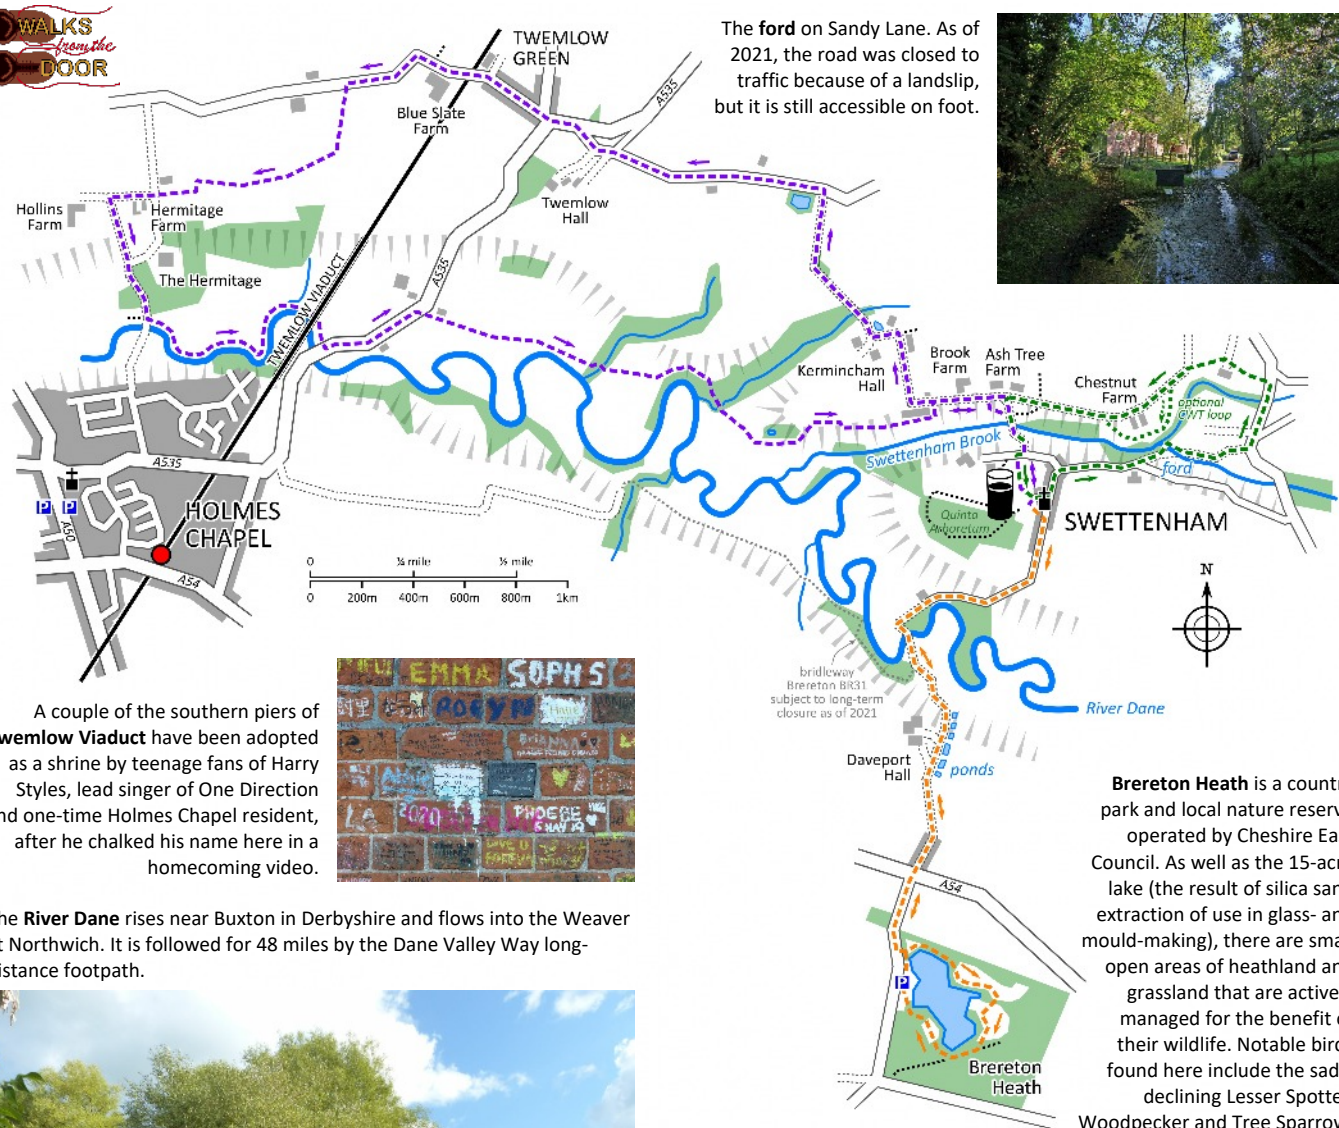 WALKS
from the
DOOR
The ford on Sandy Lane. As of
2021, the road was closed to
traffic because of a landslip,
but it is still accessible on foot.
TWEMLOW
GREEN
A535
Blue Slate
Farm
Twemlow
Hall
Hollins
Farm
Hermitage
Farm
The Hermitage
TWEMLOW VIADUCT
A535
Kermincham
Hall
Brook
Farm
Ash Tree
Farm
Chestnut
Farm
optional
CWT loop
Swettenham Brook
ford
A535
P P
A50
HOLMES
CHAPEL
A54
Quinta
Arboretum
SWETTENHAM
0 ¼ mile ½ mile
0 200m 400m 600m 800m 1km
N
bridleway
Brereton BR31
subject to long-term
closure as of 2021
River Dane
Daveport
Hall
ponds
A54
P
Brereton
Heath
A couple of the southern piers of
wemlow Viaduct have been adopted
as a shrine by teenage fans of Harry
Styles, lead singer of One Direction
nd one-time Holmes Chapel resident,
after he chalked his name here in a
homecoming video.
EMMA SOPH S
ROBYN
2020 PHOEBE
he River Dane rises near Buxton in Derbyshire and flows into the Weaver
t Northwich. It is followed for 48 miles by the Dane Valley Way long-
istance footpath.
Brereton Heath is a countr
park and local nature reserv
operated by Cheshire Ea
Council. As well as the 15-acr
lake (the result of silica san
extraction of use in glass- an
mould-making), there are sma
open areas of heathland an
grassland that are active
managed for the benefit o
their wildlife. Notable bird
found here include the sad
declining Lesser Spotte
Woodpecker and Tree Sparrow